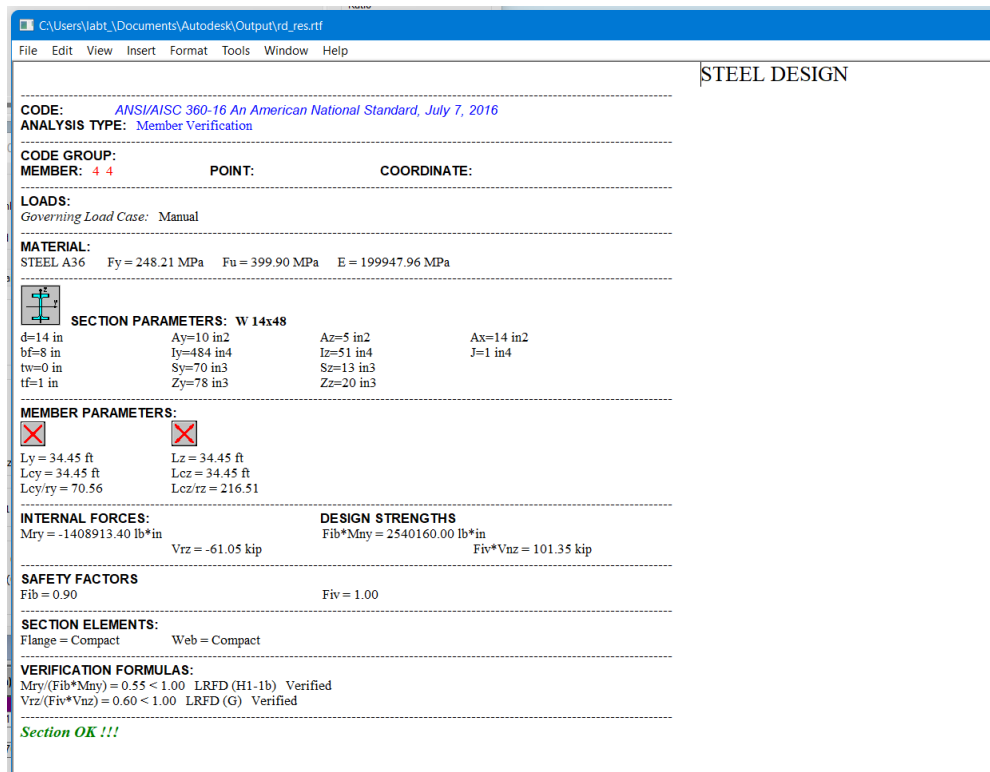 C:\Users\labt_\Documents\Autodesk\Output\rd_res.rtf
File Edit View Insert Format Tools Window Help
STEEL DESIGN
CODE: ANSI/AISC 360-16 An American National Standard, July 7, 2016
ANALYSIS TYPE: Member Verification
CODE GROUP:
MEMBER: 4 4 POINT: COORDINATE:
LOADS:
Governing Load Case: Manual
MATERIAL:
STEEL A36 Fy = 248.21 MPa Fu = 399.90 MPa E = 199947.96 MPa
SECTION PARAMETERS: W 14x48
d=14 in Ay=10 in2 Az=5 in2 Ax=14 in2
bf=8 in Iy=484 in4 Iz=51 in4 J=1 in4
tw=0 in Sy=70 in3 Sz=13 in3
tf=1 in Zy=78 in3 Zz=20 in3
MEMBER PARAMETERS:
Ly = 34.45 ft Lz = 34.45 ft
Lcy = 34.45 ft Lcz = 34.45 ft
Lcy/ry = 70.56 Lcz/rz = 216.51
INTERNAL FORCES: DESIGN STRENGTHS
Mry = -1408913.40 lb*in Fib*Mny = 2540160.00 lb*in
Vrz = -61.05 kip Fiv*Vnz = 101.35 kip
SAFETY FACTORS
Fib = 0.90 Fiv = 1.00
SECTION ELEMENTS:
Flange = Compact Web = Compact
VERIFICATION FORMULAS:
Mry/(Fib*Mny) = 0.55 < 1.00 LRFD (H1-1b) Verified
Vrz/(Fiv*Vnz) = 0.60 < 1.00 LRFD (G) Verified
Section OK !!!